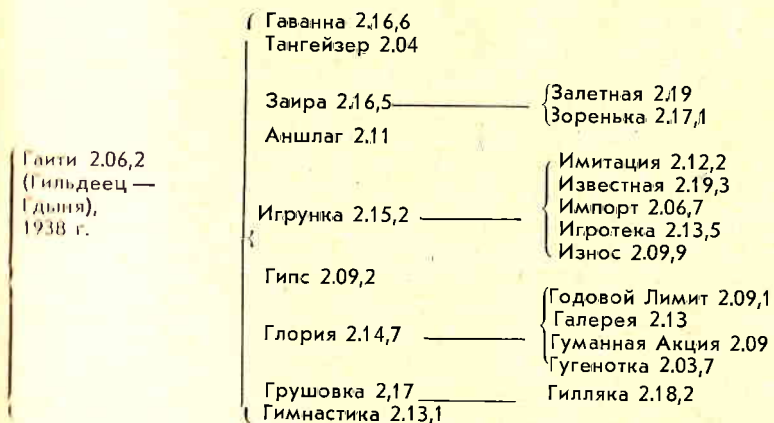 Гаити 2.06,2
(Гильдеец —
Гдыня),
1938 г.
Гаванна 2.16,6
Тангейзер 2.04
Заира 2.16,5
Залетная 2.19
Зоренька 2.17,1
Аншлаг 2.11
Игрунка 2.15,2
Имитация 2.12,2
Известная 2.19,3
Импорт 2.06,7
Игротека 2.13,5
Износ 2.09,9
Гипс 2.09,2
Глория 2.14,7
Годовой Лимит 2.09,1
Галерея 2.13
Гуманная Акция 2.09
Гугенотка 2.03,7
Грушовка 2,17
Гилляка 2.18,2
Гимнастика 2.13,1